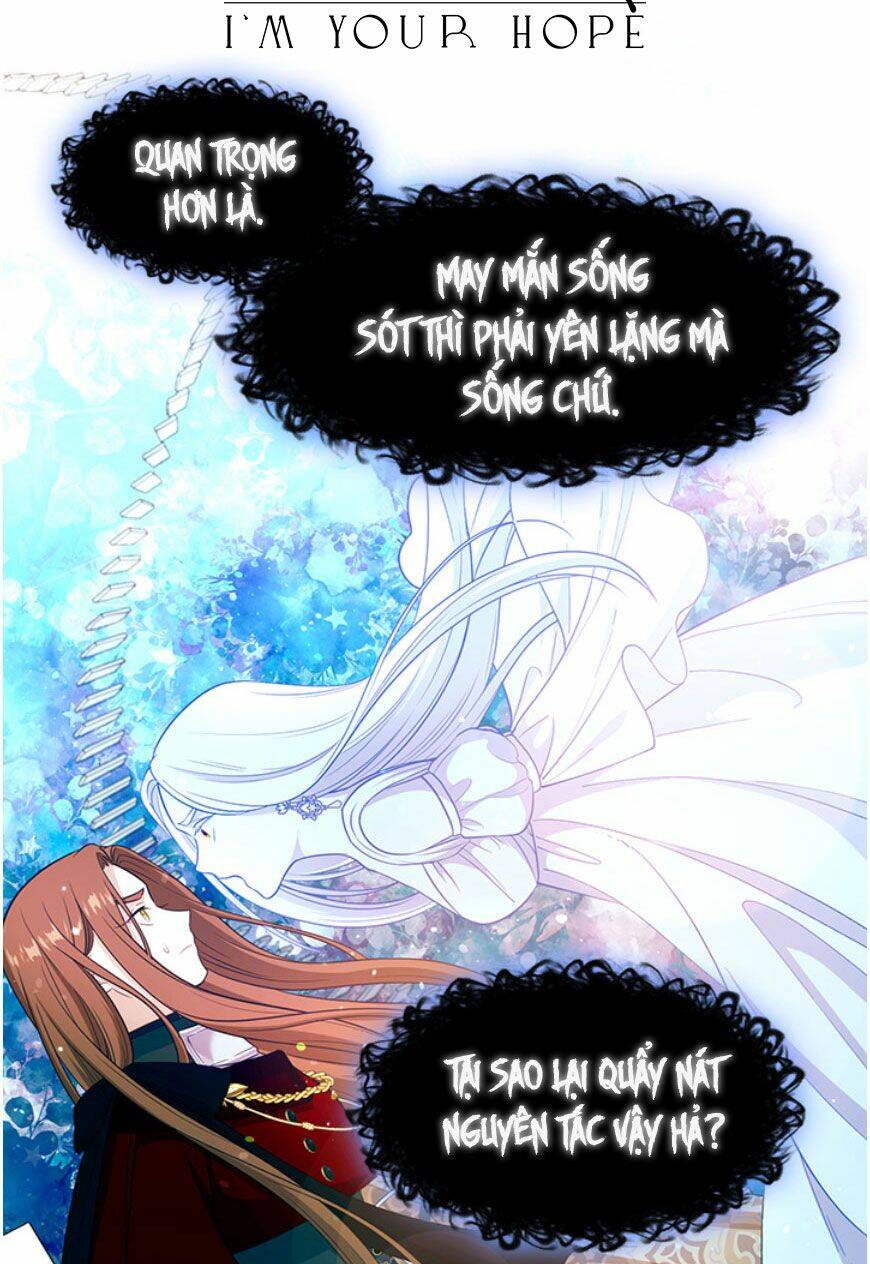 I'M YOUR HOPE
QUAN TRỌNG
HƠN LÀ.
MAY MẮN SỐNG
SÓT THÌ PHẢI YÊN LẶNG MÀ
SỐNG CHỨ.
TẠI SAO LẠI QUẨY NÁT
NGUYÊN TẮC VẬY HẢ?